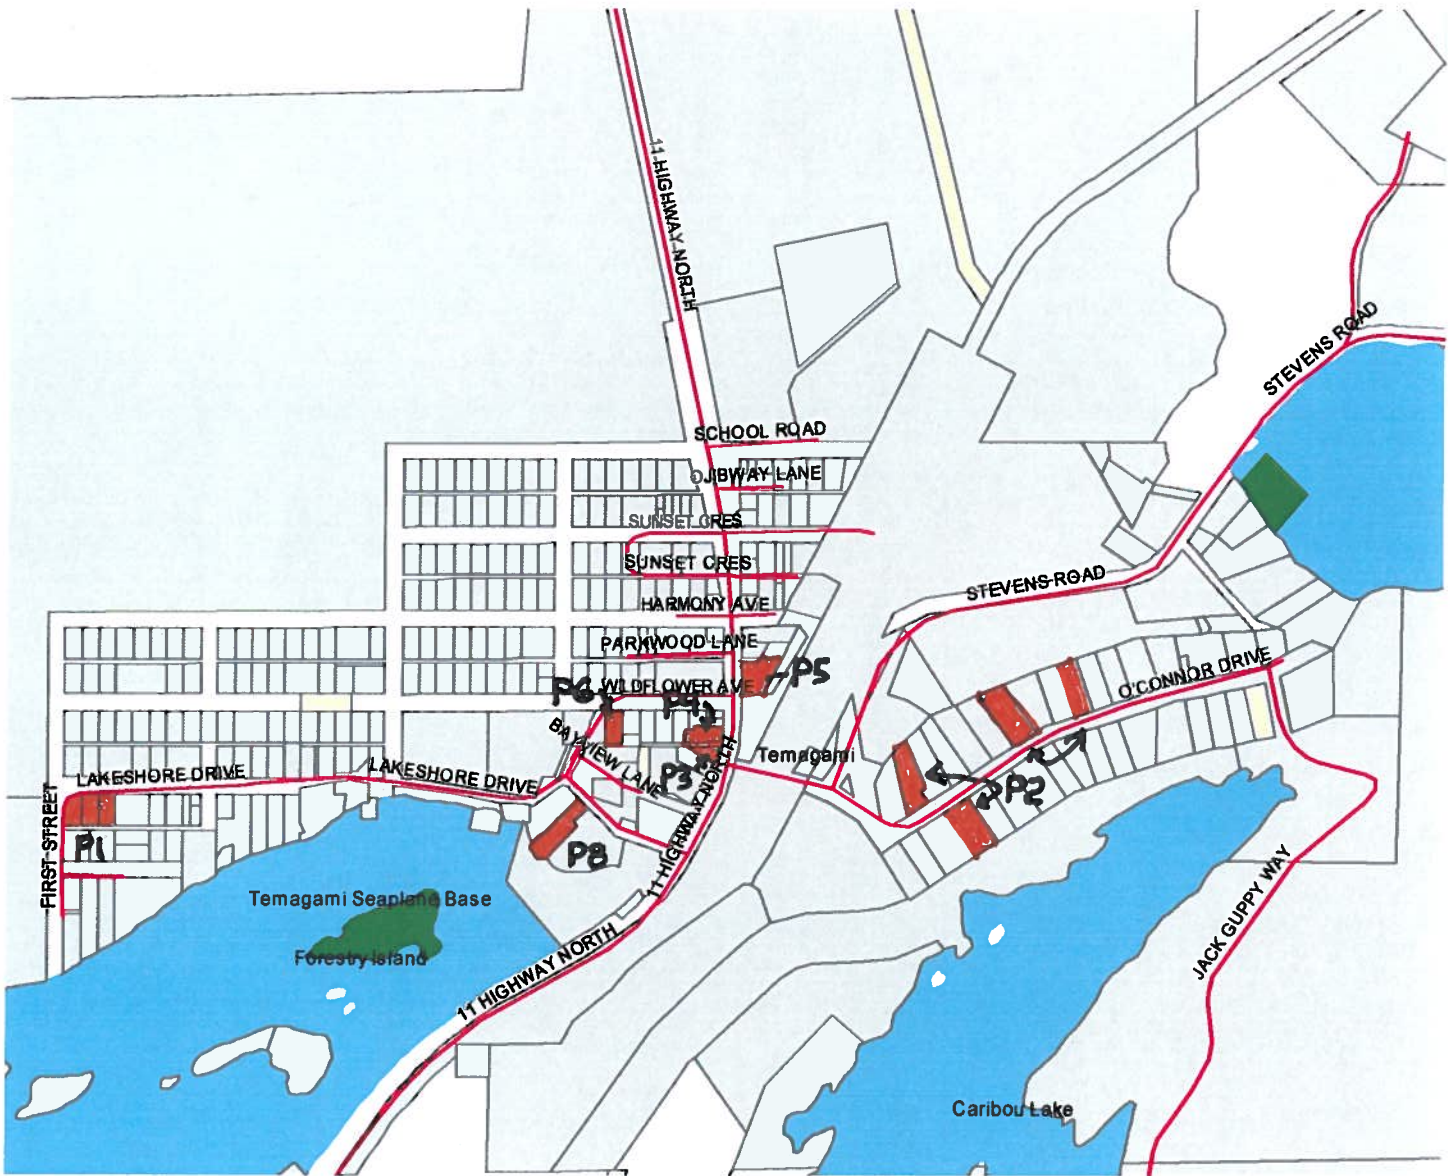 11 HIGHWAY NORTH
STEVENS ROAD
SCHOOL ROAD
OJIBWAY LANE
SUNSET CRES
SUNSET CRES
STEVENS ROAD
HARMONY AVE
PARKWOOD LANE
O'CONNOR DRIVE
P5
WILDFLOWER AVE
P6
P4
BAYVIEW LANE
Temagami
P3
LAKESHORE DRIVE
LAKESHORE DRIVE
P2
FIRST STREET
P1
P8
11 HIGHWAY NORTH
Temagami Seaplane Base
Forestry Island
11 HIGHWAY NORTH
JACK GUPPY WAY
Caribou Lake